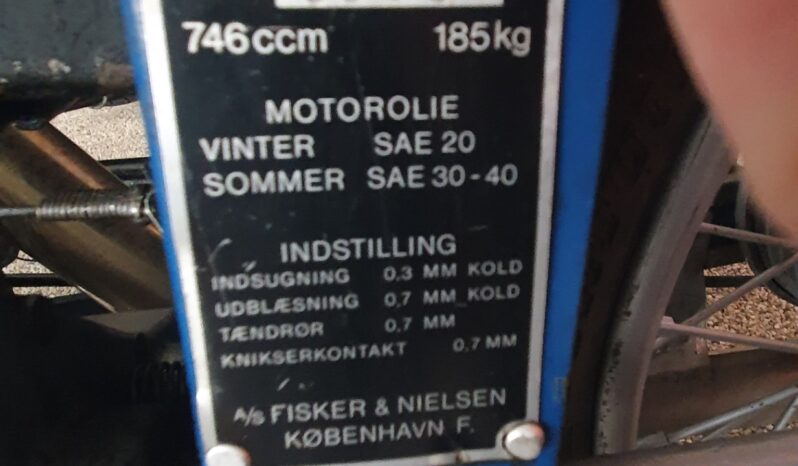 746ccm 185kg
MOTOROLIE
VINTER SAE 20
SOMMER SAE 30-40
INDSTILLING
INDSUGNING 0.3 MM KOLD
UDBLÆSNING 0,7 MM KOLD
TÆNDRØR 0,7 MM
KNIKSERKONTAKT 0,7 MM
A/S FISKER & NIELSEN
KØBENHAVN F.